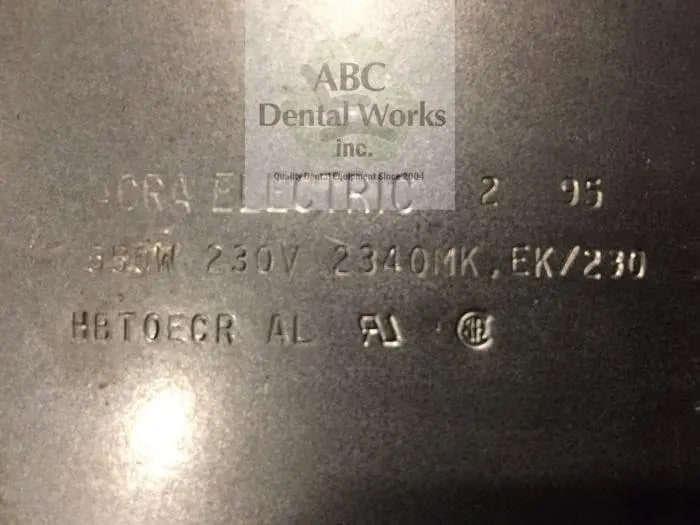 ABC
Dental Works
inc.
Quality Dental Equipment Since 2004
ACRA ELECTRIC 2 95
230V 2340MK, EK/230
HBTOECR AL